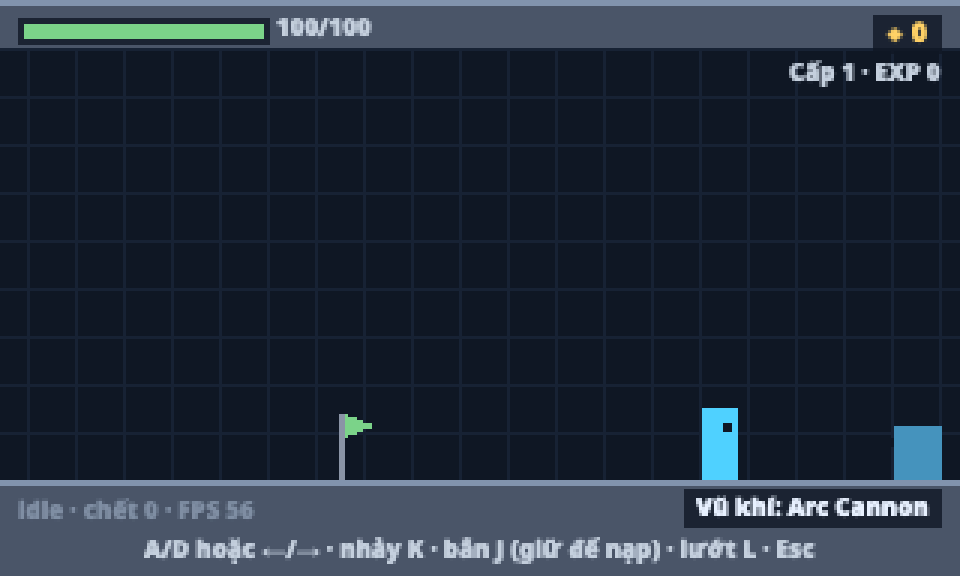 100/100
0
Cấp 1 · EXP 0
idle · chết 0 · FPS 56
Vũ khí: Arc Cannon
A/D hoặc ←/→ · nhảy K · bắn J (giữ để nạp) · lướt L · Esc